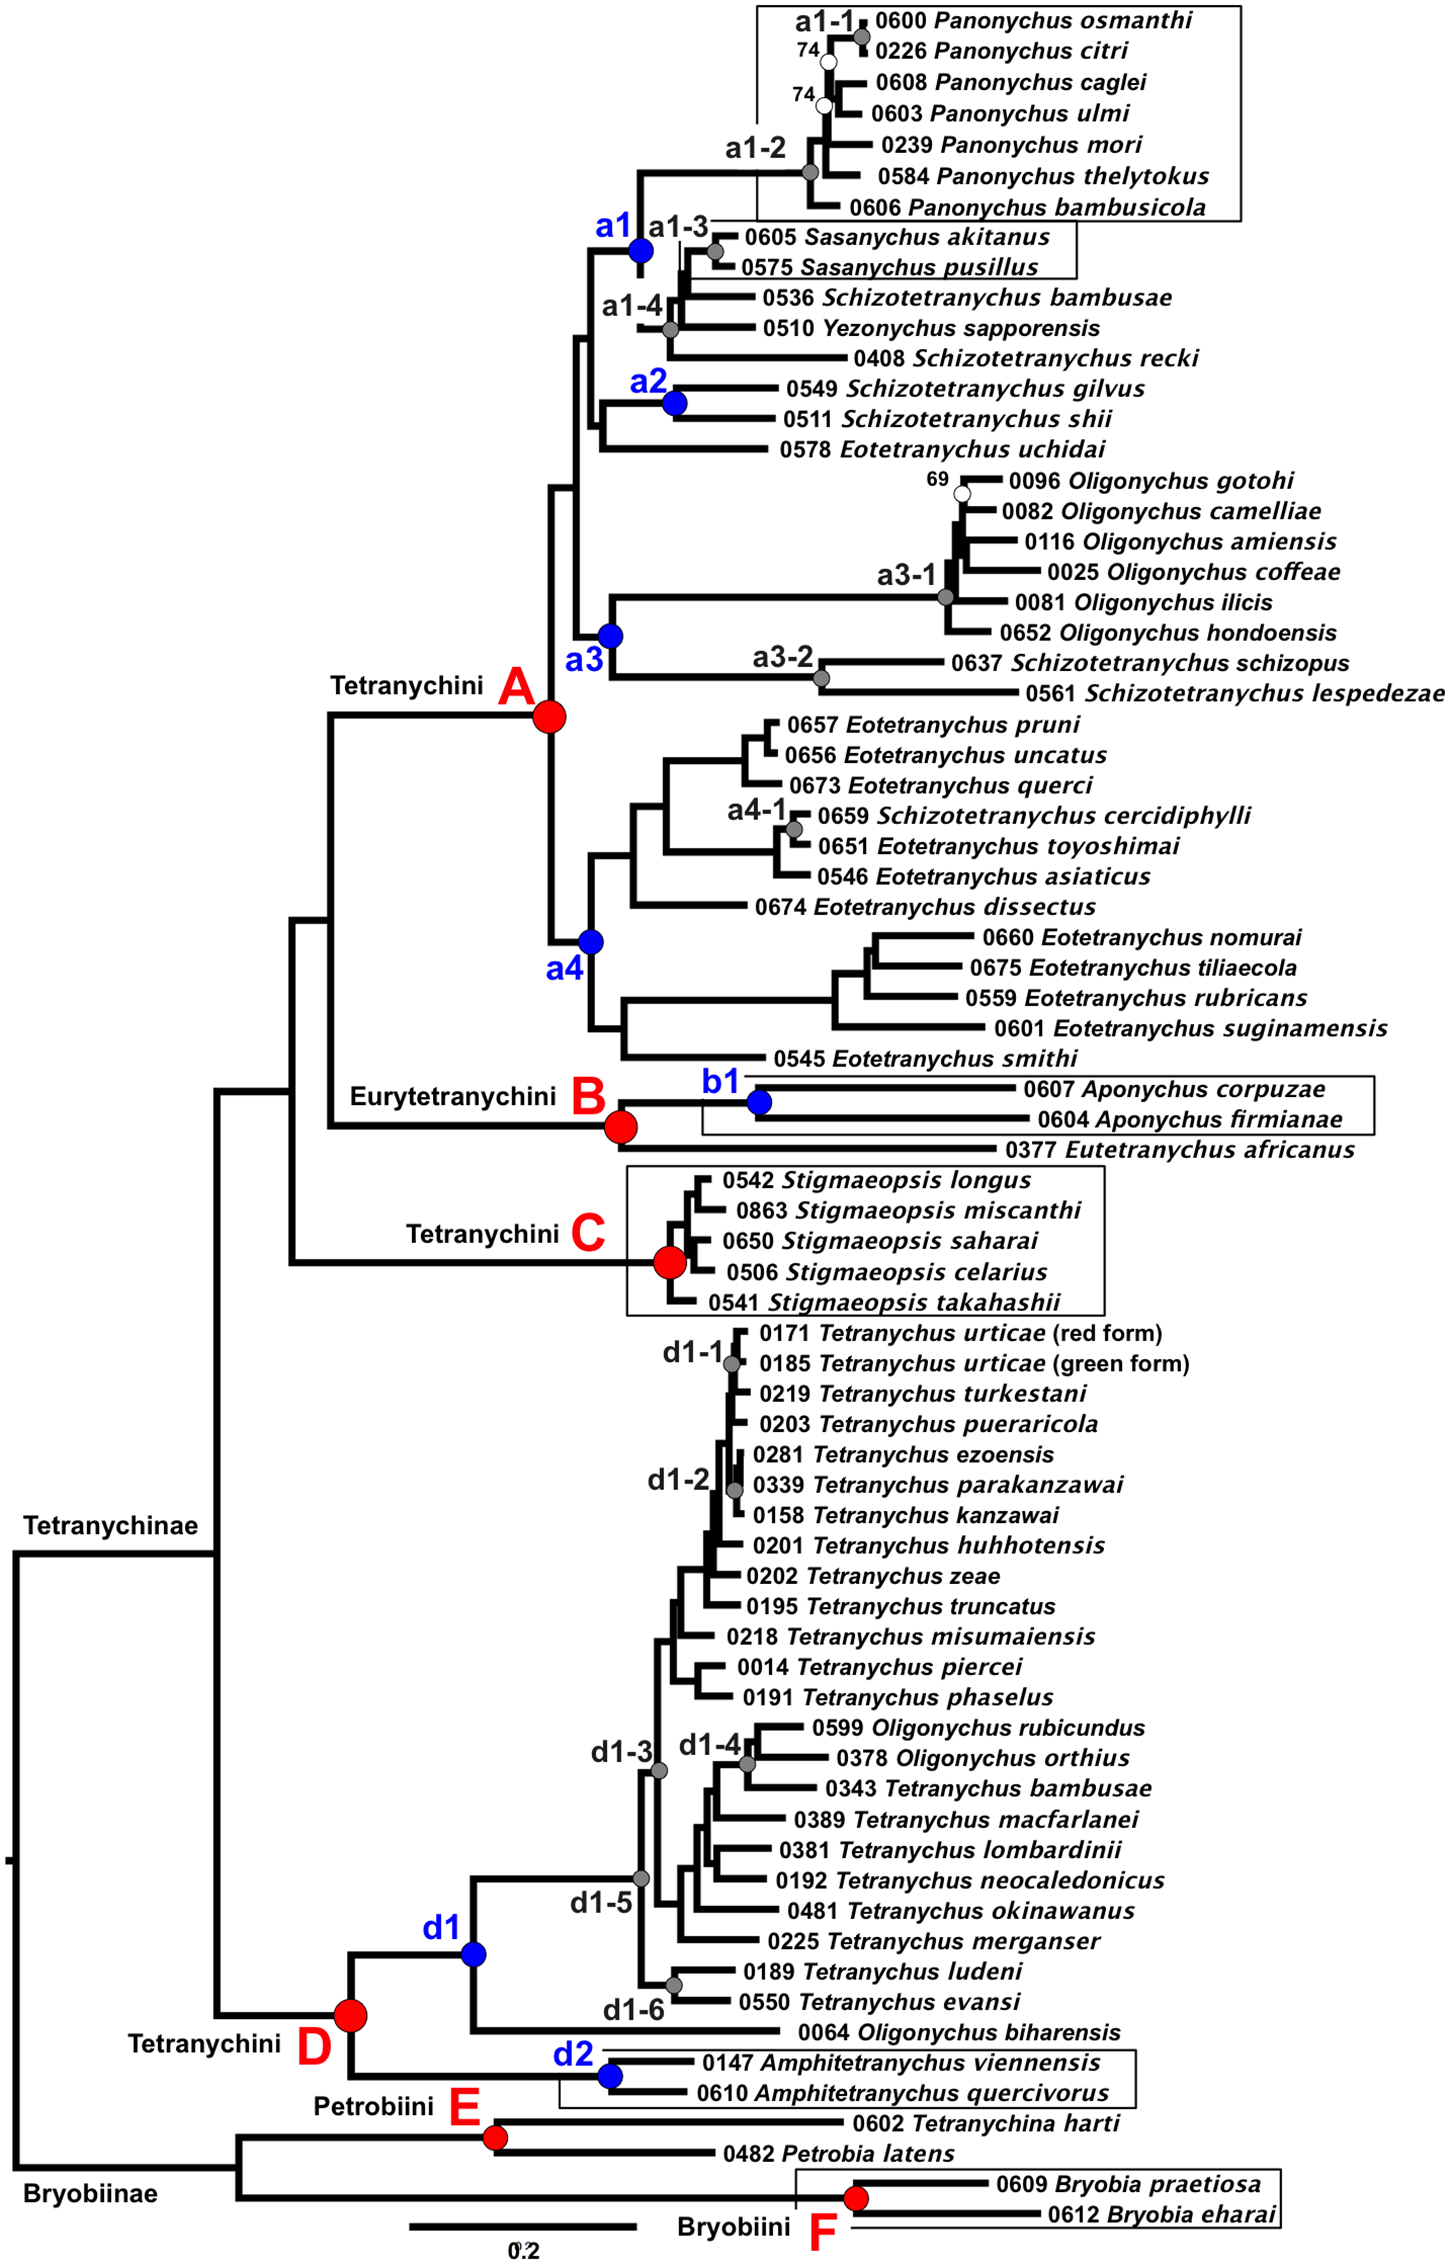 a1-1 0600 Panonychus osmanthi
74 0226 Panonychus citri
0608 Panonychus caglei
74 0603 Panonychus ulmi
a1-2 0239 Panonychus mori
0584 Panonychus thelytokus
0606 Panonychus bambusicola
a1 a1-3 0605 Sasanychus akitanus
0575 Sasanychus pusillus
0536 Schizotetranychus bambusae
a1-4 0510 Yezonychus sapporensis
0408 Schizotetranychus recki
a2 0549 Schizotetranychus gilvus
0511 Schizotetranychus shii
0578 Eotetranychus uchidai
69 0096 Oligonychus gotohi
0082 Oligonychus camelliae
0116 Oligonychus amiensis
a3-1 0025 Oligonychus coffeae
0081 Oligonychus ilicis
0652 Oligonychus hondoensis
a3 a3-2 0637 Schizotetranychus schizopus
Tetranychini A 0561 Schizotetranychus lespedezae
0657 Eotetranychus pruni
0656 Eotetranychus uncatus
0673 Eotetranychus querci
a4-1 0659 Schizotetranychus cercidiphylli
0651 Eotetranychus toyoshimai
0546 Eotetranychus asiaticus
0674 Eotetranychus dissectus
0660 Eotetranychus nomurai
a4 0675 Eotetranychus tiliaecola
0559 Eotetranychus rubricans
0601 Eotetranychus suginamensis
0545 Eotetranychus smithi
Eurytetranychini B b1 0607 Aponychus corpuzae
0604 Aponychus firmianae
0377 Eutetranychus africanus
0542 Stigmaeopsis longus
0863 Stigmaeopsis miscanthi
Tetranychini C 0650 Stigmaeopsis saharai
0506 Stigmaeopsis celarius
0541 Stigmaeopsis takahashii
0171 Tetranychus urticae (red form)
d1-1 0185 Tetranychus urticae (green form)
0219 Tetranychus turkestani
0203 Tetranychus pueraricola
0281 Tetranychus ezoensis
d1-2 0339 Tetranychus parakanzawai
0158 Tetranychus kanzawai
Tetranychinae 0201 Tetranychus huhhotensis
0202 Tetranychus zeae
0195 Tetranychus truncatus
0218 Tetranychus misumaiensis
0014 Tetranychus piercei
0191 Tetranychus phaselus
0599 Oligonychus rubicundus
d1-3 d1-4 0378 Oligonychus orthius
0343 Tetranychus bambusae
0389 Tetranychus macfarlanei
0381 Tetranychus lombardinii
0192 Tetranychus neocaledonicus
d1-5 0481 Tetranychus okinawanus
d1 0225 Tetranychus merganser
0189 Tetranychus ludeni
d1-6 0550 Tetranychus evansi
Tetranychini D 0064 Oligonychus biharensis
d2 0147 Amphitetranychus viennensis
0610 Amphitetranychus quercivorus
Petrobiini E 0602 Tetranychina harti
0482 Petrobia latens
Bryobiinae 0609 Bryobia praetiosa
0612 Bryobia eharai
Bryobiini F
0.2